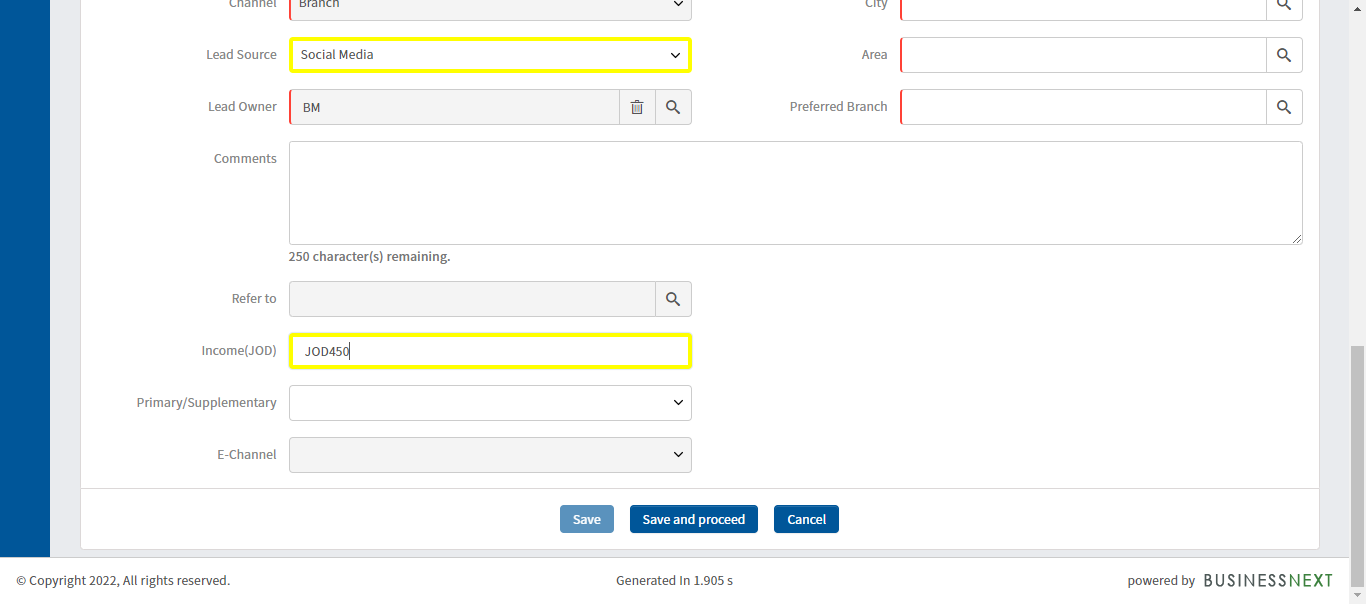 Channel Branch City
Lead Source Social Media Area
Lead Owner BM Preferred Branch
Comments
250 character(s) remaining.
Refer to
Income(JOD) JOD450
Primary/Supplementary
E-Channel
Save Save and proceed Cancel
© Copyright 2022, All rights reserved. Generated In 1.905 s powered by BUSINESSNEXT